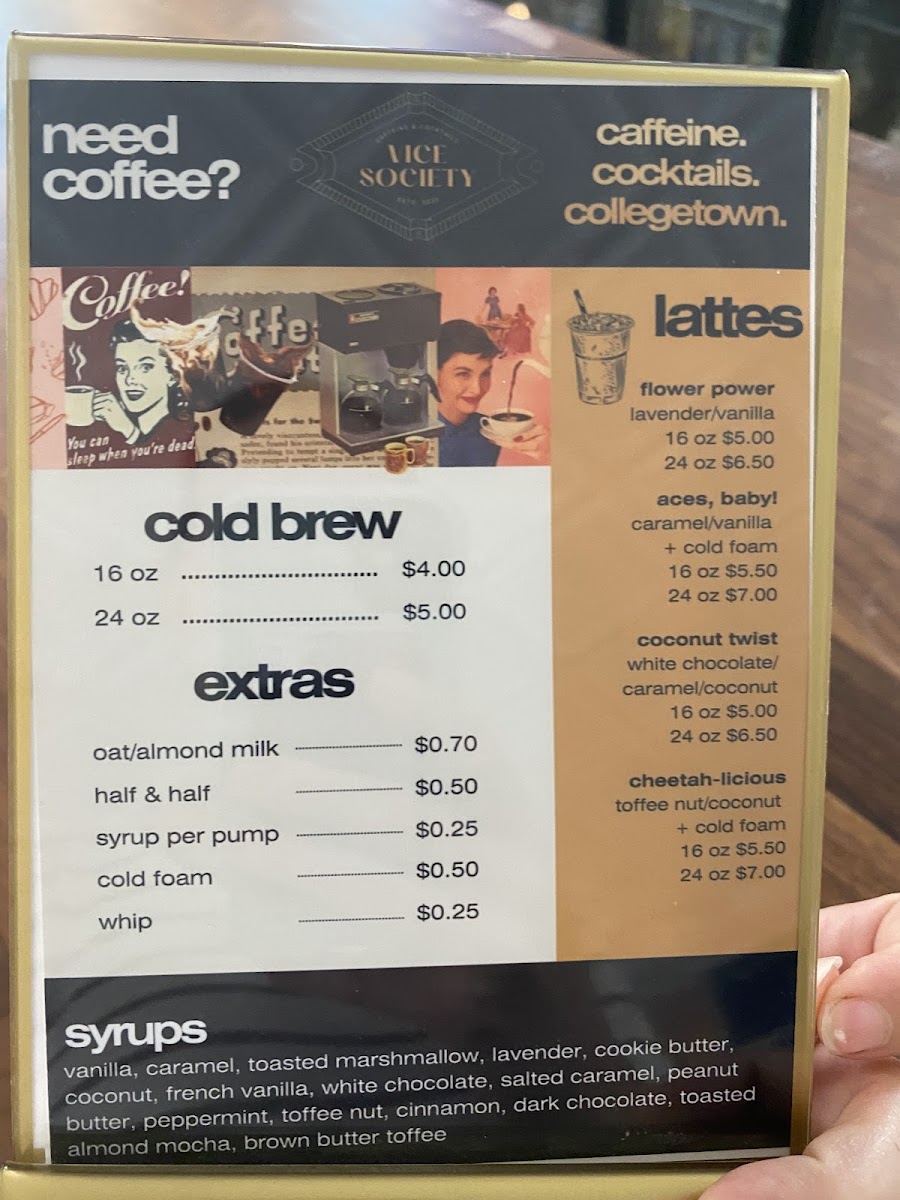 need
coffee?
VICE
SOCIETY
caffeine.
cocktails.
collegetown.
Coffee!
You can
sleep when you're dead
lattes
flower power
lavender/vanilla
16 oz $5.00
24 oz $6.50
aces, baby!
caramel/vanilla
+ cold foam
16 oz $5.50
24 oz $7.00
coconut twist
white chocolate/
caramel/coconut
16 oz $5.00
24 oz $6.50
cheetah-licious
toffee nut/coconut
+ cold foam
16 oz $5.50
24 oz $7.00
cold brew
16 oz $4.00
24 oz $5.00
extras
oat/almond milk $0.70
half & half $0.50
syrup per pump $0.25
cold foam $0.50
whip $0.25
syrups
vanilla, caramel, toasted marshmallow, lavender, cookie butter,
coconut, french vanilla, white chocolate, salted caramel, peanut
butter, peppermint, toffee nut, cinnamon, dark chocolate, toasted
almond mocha, brown butter toffee